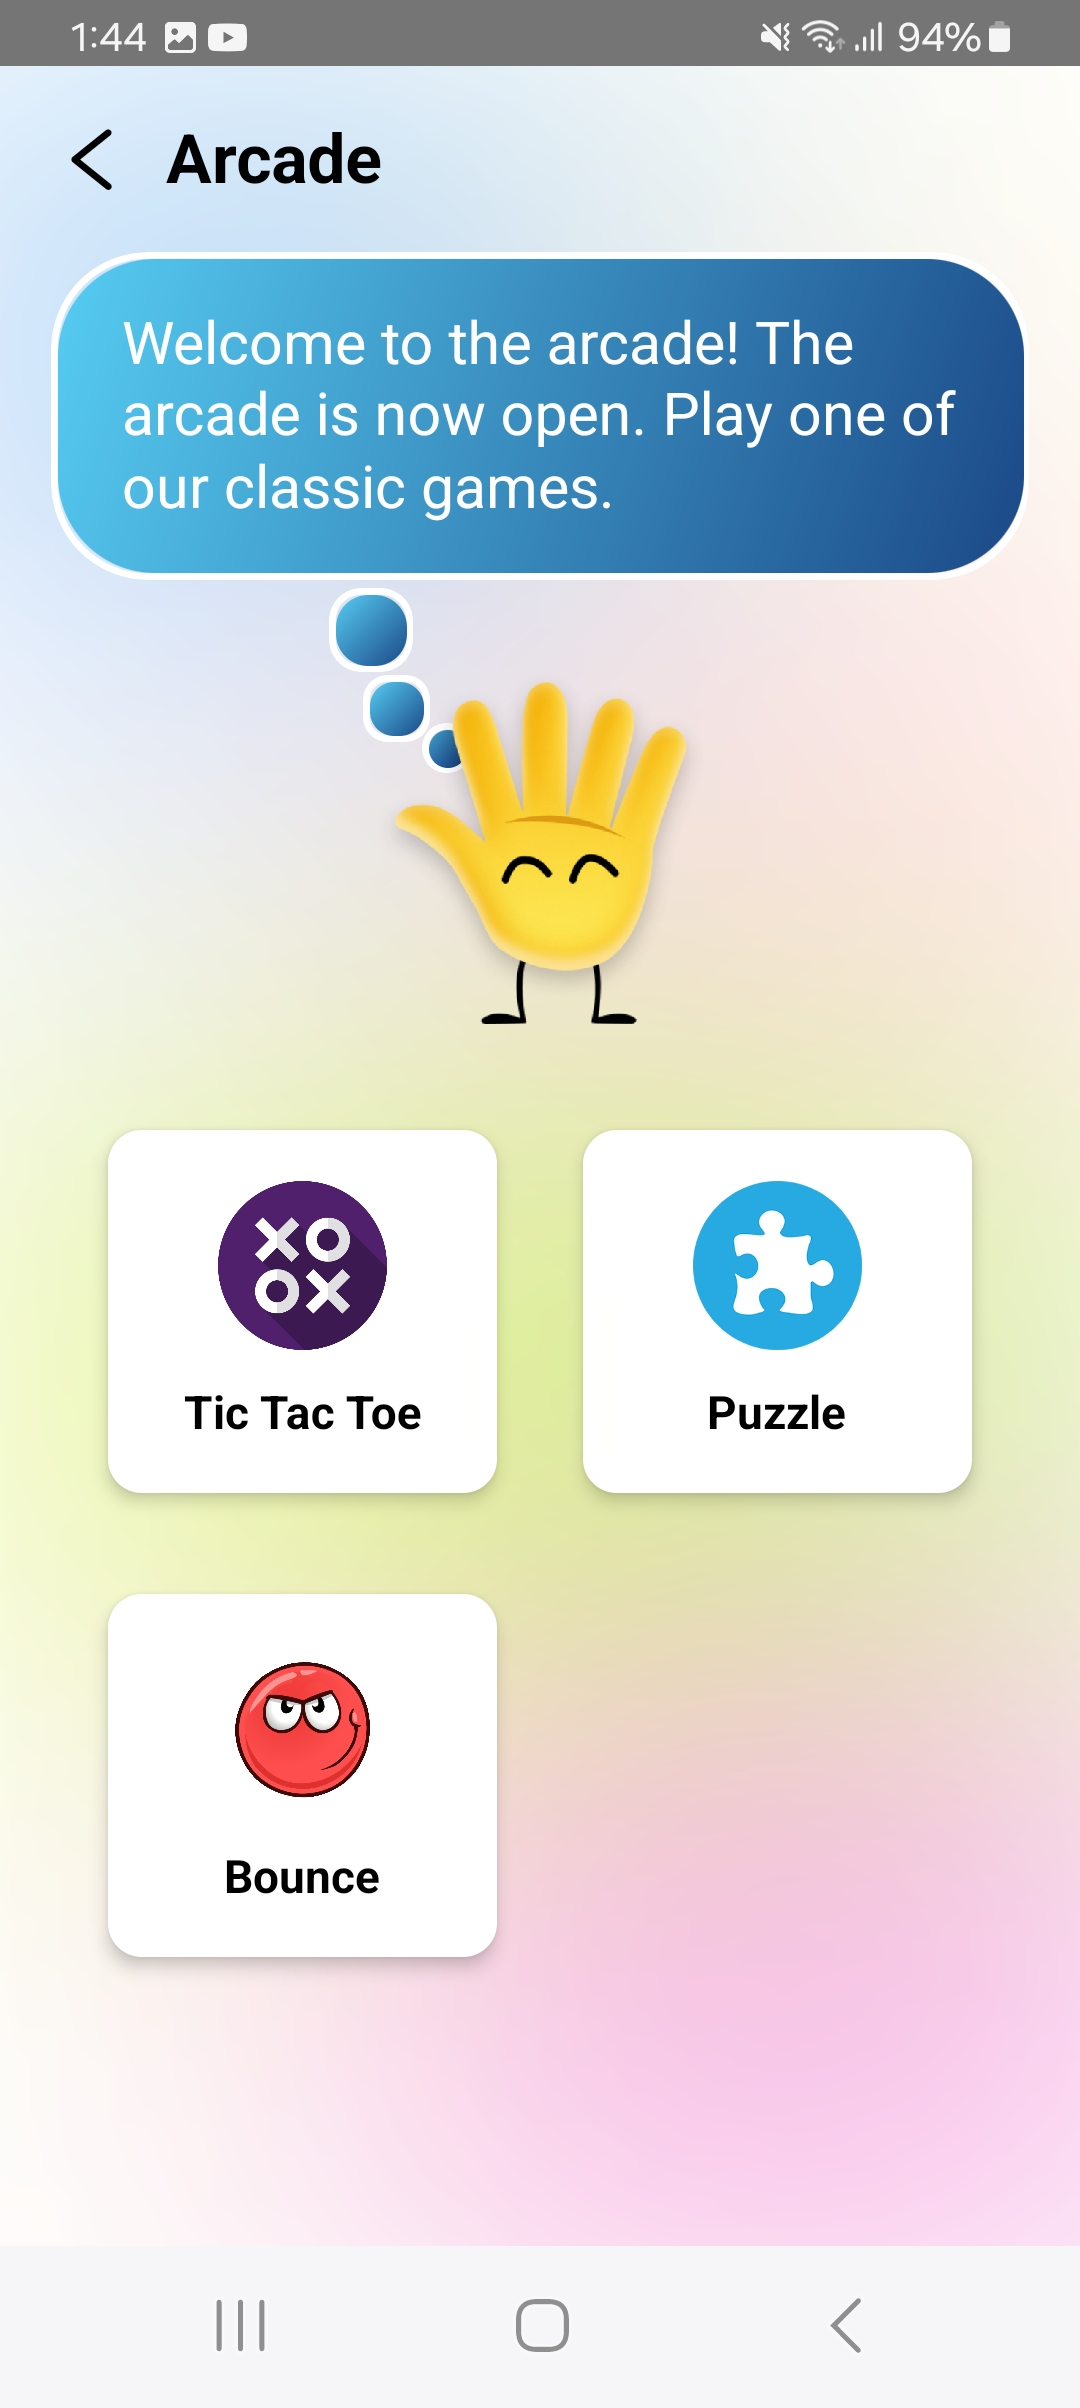 1:44
94%
Arcade
Welcome to the arcade! The
arcade is now open. Play one of
our classic games.
Tic Tac Toe
Puzzle
Bounce